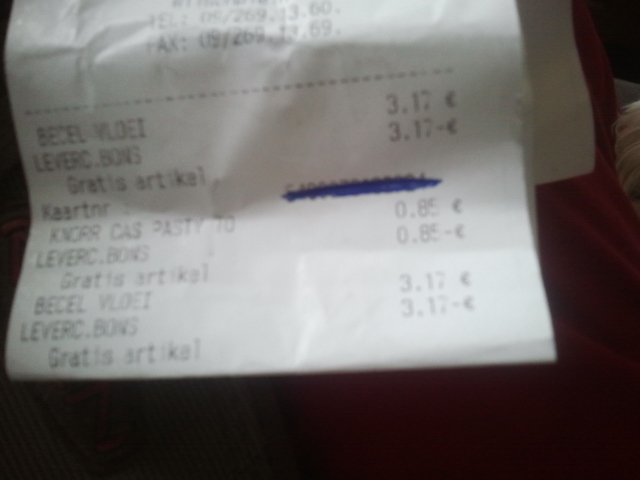 TEL: 09/269.13.60.
FAX: 09/269.13.69.
BECEL VLOEI 3.17 €
LEVERC.BONS 3.17-€
Gratis artikel
Kaartnr
KNORR CAS PASTY TO 0.85 €
LEVERC.BONS 0.85-€
Gratis artikel
BECEL VLOEI 3.17 €
LEVERC.BONS 3.17-€
Gratis artikel